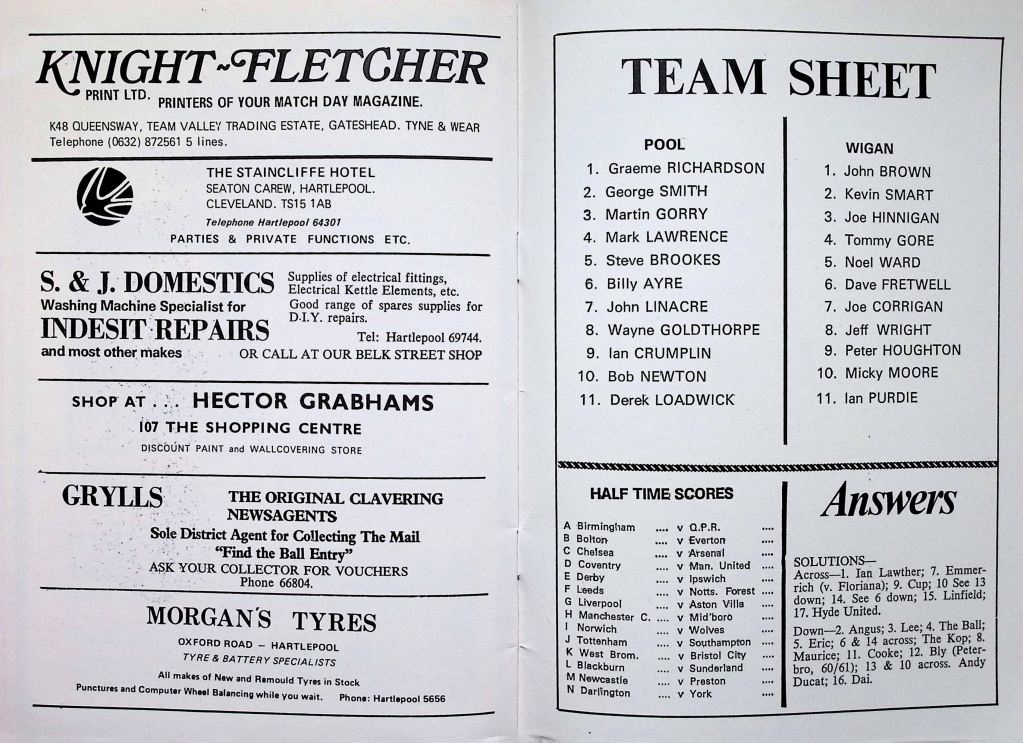 KNIGHT~FLETCHER
PRINT LTD. PRINTERS OF YOUR MATCH DAY MAGAZINE.
K48 QUEENSWAY, TEAM VALLEY TRADING ESTATE, GATESHEAD. TYNE & WEAR
Telephone (0632) 872561 5 lines.
THE STAINCLIFFE HOTEL
SEATON CAREW, HARTLEPOOL.
CLEVELAND. TS15 1AB
Telephone Hartlepool 64301
PARTIES & PRIVATE FUNCTIONS ETC.
S. & J. DOMESTICS
Washing Machine Specialist for
INDESIT REPAIRS
and most other makes
Supplies of electrical fittings,
Electrical Kettle Elements, etc.
Good range of spares supplies for
D.I.Y. repairs.
Tel: Hartlepool 69744.
OR CALL AT OUR BELK STREET SHOP
SHOP AT . . . HECTOR GRABHAMS
107 THE SHOPPING CENTRE
DISCOUNT PAINT and WALLCOVERING STORE
GRYLLS THE ORIGINAL CLAVERING
NEWSAGENTS
Sole District Agent for Collecting The Mail
"Find the Ball Entry"
ASK YOUR COLLECTOR FOR VOUCHERS
Phone 66804.
MORGAN'S TYRES
OXFORD ROAD – HARTLEPOOL
TYRE & BATTERY SPECIALISTS
All makes of New and Remould Tyres in Stock
Punctures and Computer Wheel Balancing while you wait. Phone: Hartlepool 5656
TEAM SHEET
POOL
1. Graeme RICHARDSON
2. George SMITH
3. Martin GORRY
4. Mark LAWRENCE
5. Steve BROOKES
6. Billy AYRE
7. John LINACRE
8. Wayne GOLDTHORPE
9. Ian CRUMPLIN
10. Bob NEWTON
11. Derek LOADWICK
WIGAN
1. John BROWN
2. Kevin SMART
3. Joe HINNIGAN
4. Tommy GORE
5. Noel WARD
6. Dave FRETWELL
7. Joe CORRIGAN
8. Jeff WRIGHT
9. Peter HOUGHTON
10. Micky MOORE
11. Ian PURDIE
HALF TIME SCORES
A Birmingham .... v Q.P.R. ....
B Bolton .... v Everton ....
C Chelsea .... v Arsenal ....
D Coventry .... v Man. United ....
E Derby .... v Ipswich ....
F Leeds .... v Notts. Forest ....
G Liverpool .... v Aston Villa ....
H Manchester C. .... v Mid'boro ....
I Norwich .... v Wolves ....
J Tottenham .... v Southampton ....
K West Brom. .... v Bristol City ....
L Blackburn .... v Sunderland ....
M Newcastle .... v Preston ....
N Darlington .... v York ....
Answers
SOLUTIONS—
Across—1. Ian Lawther; 7. Emmer-
rich (v. Floriana); 9. Cup; 10 See 13
down; 14. See 6 down; 15. Linfield;
17. Hyde United.
Down—2. Angus; 3. Lee; 4. The Ball;
5. Eric; 6 & 14 across; The Kop; 8.
Maurice; 11. Cooke; 12. Bly (Peter-
bro, 60/61); 13 & 10 across. Andy
Ducat; 16. Dai.